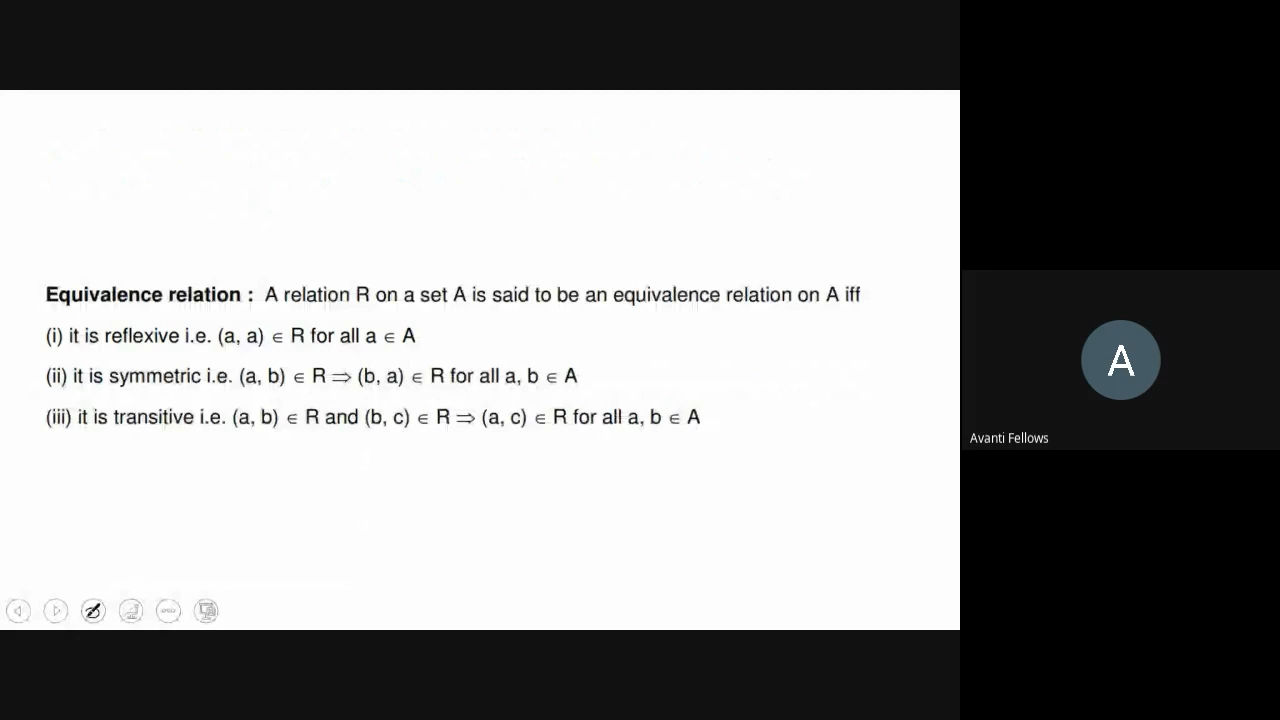 Equivalence relation : A relation R on a set A is said to be an equivalence relation on A iff
(i) it is reflexive i.e. (a, a) ∈ R for all a ∈ A
(ii) it is symmetric i.e. (a, b) ∈ R ⇒ (b, a) ∈ R for all a, b ∈ A
(iii) it is transitive i.e. (a, b) ∈ R and (b, c) ∈ R ⇒ (a, c) ∈ R for all a, b ∈ A
A
Avanti Fellows